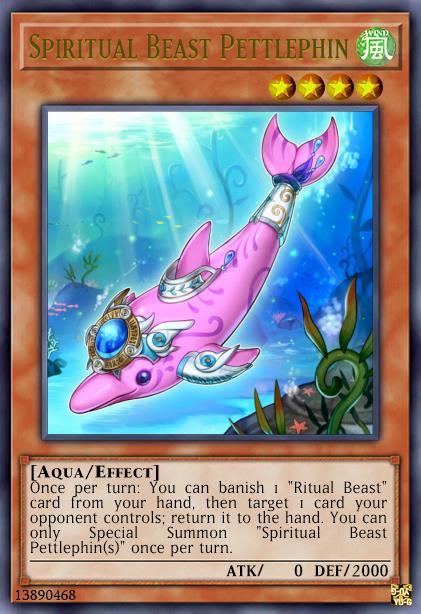 SPIRITUAL BEAST PETTLEPHIN
WIND
[AQUA/EFFECT]
Once per turn: You can banish 1 "Ritual Beast"
card from your hand, then target 1 card your
opponent controls; return it to the hand. You can
only Special Summon "Spiritual Beast
Pettlephin(s)" once per turn.
ATK/ 0 DEF/2000
13890468